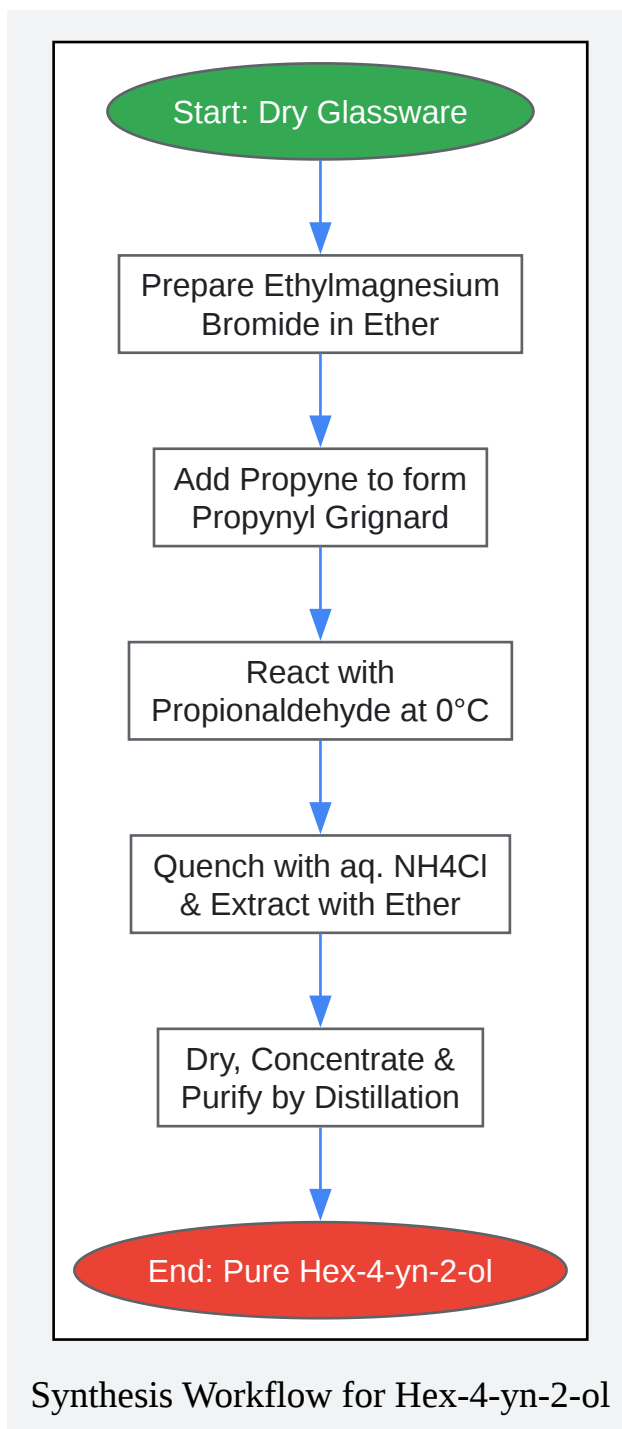 Start: Dry Glassware
Prepare Ethylmagnesium
Bromide in Ether
Add Propyne to form
Propynyl Grignard
React with
Propionaldehyde at 0°C
Quench with aq. NH4Cl
& Extract with Ether
Dry, Concentrate &
Purify by Distillation
End: Pure Hex-4-yn-2-ol
Synthesis Workflow for Hex-4-yn-2-ol